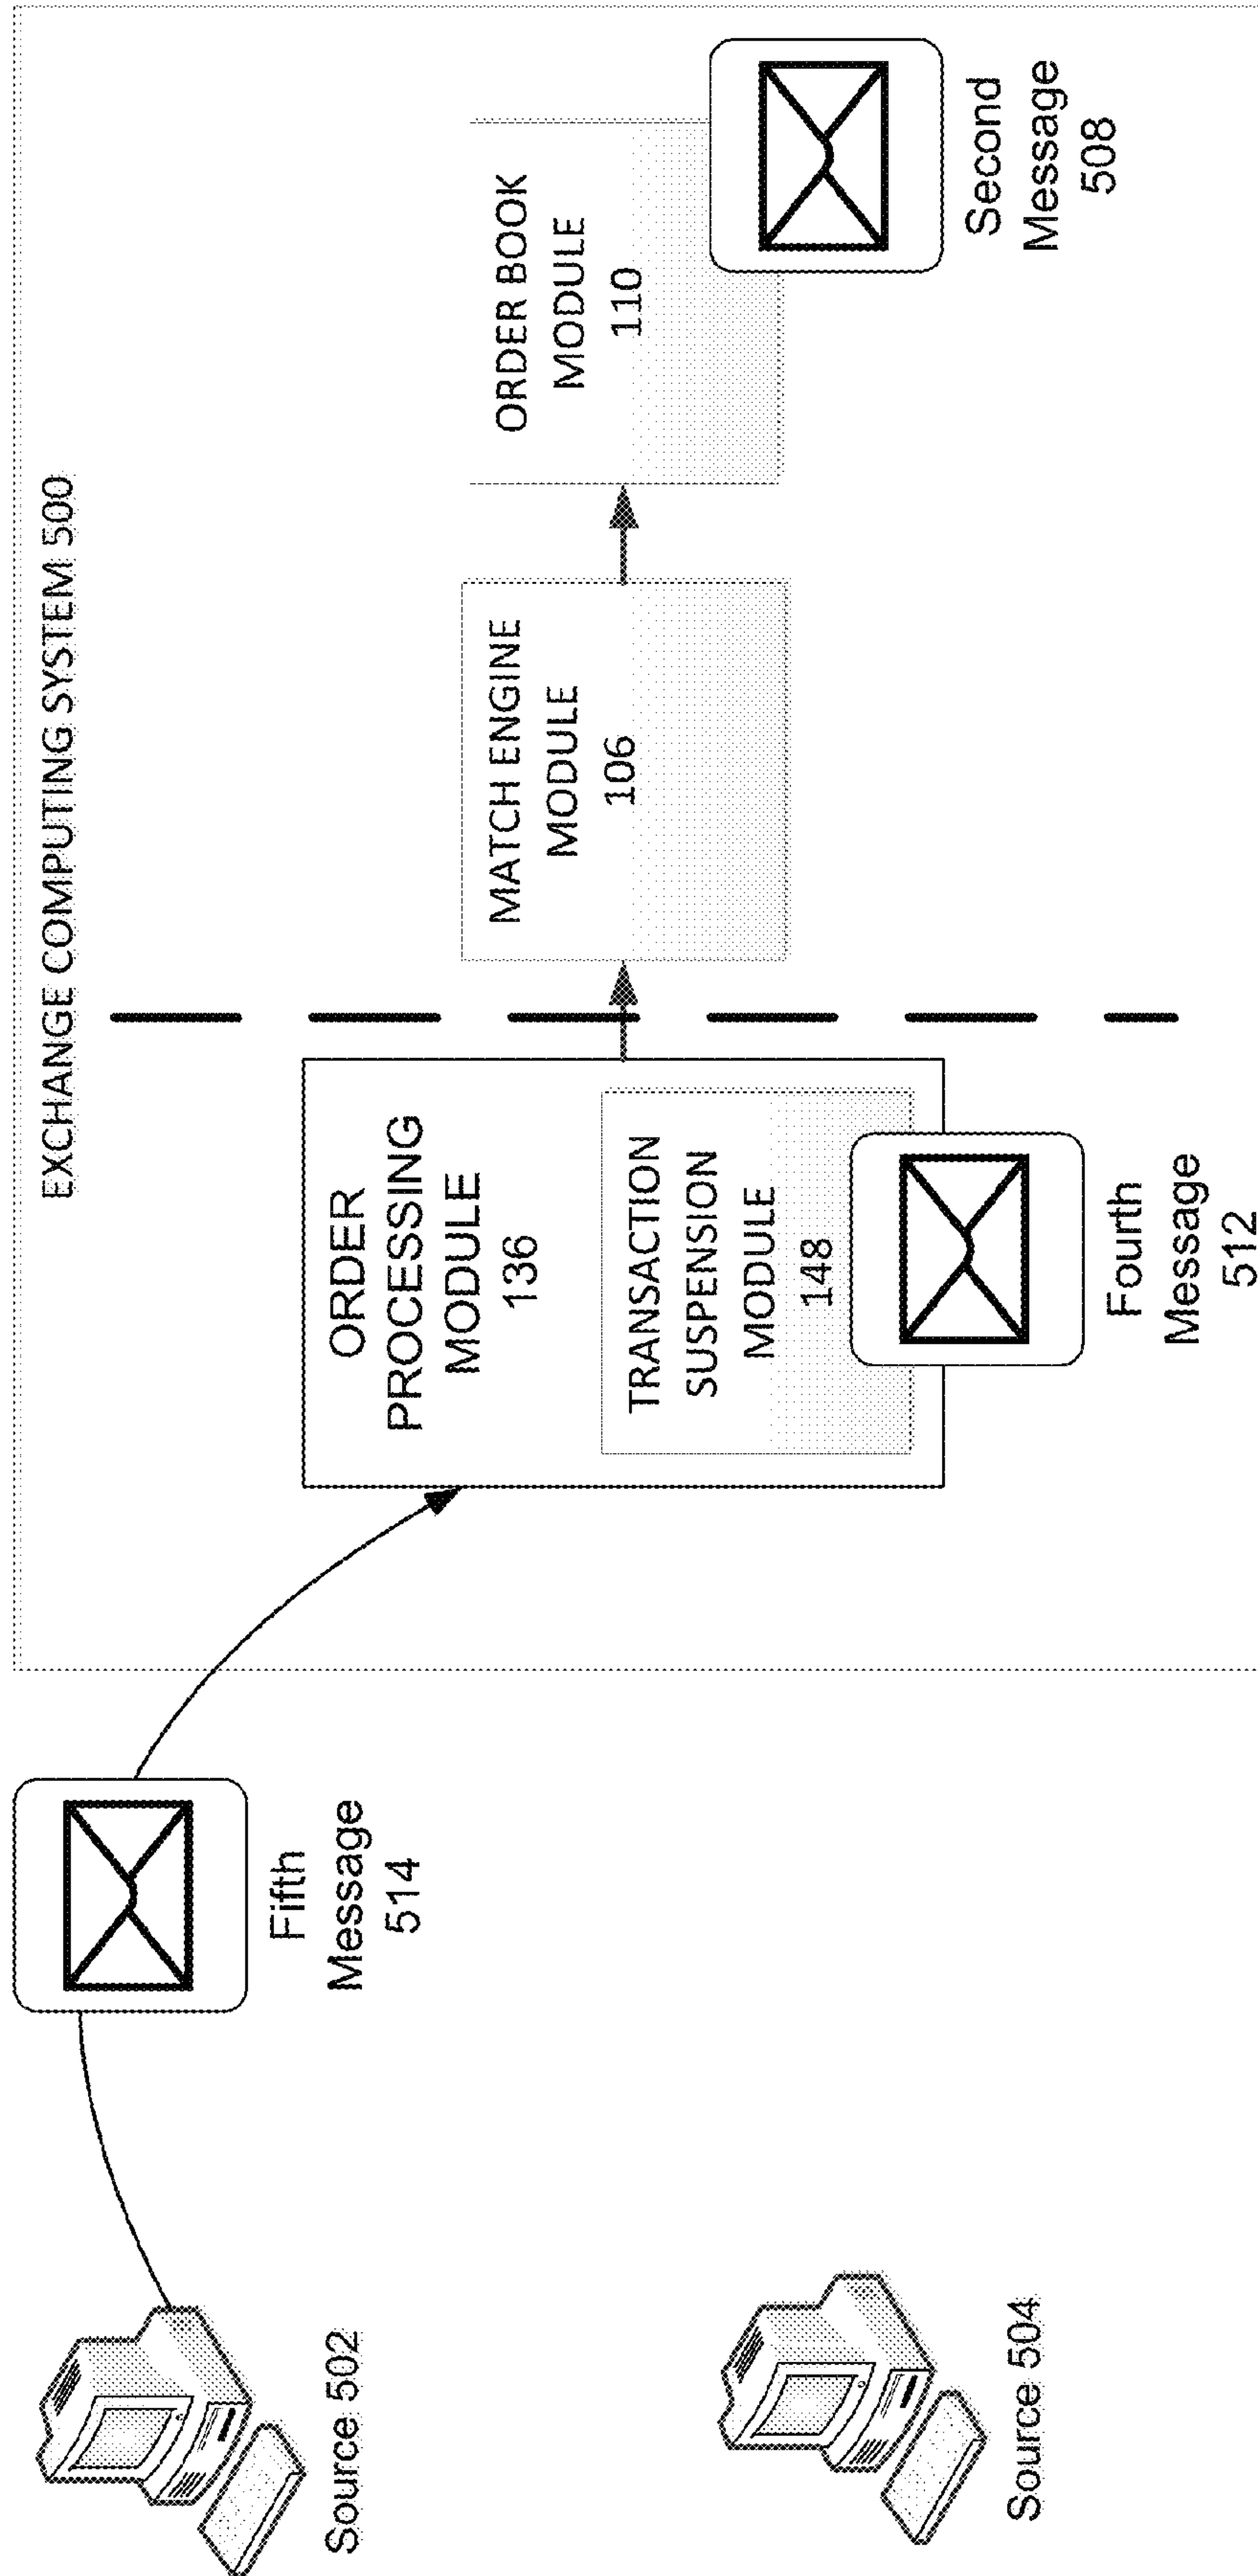 EXCHANGE COMPUTING SYSTEM 500
Fifth
Message
514
Source 502
Source 504
ORDER
PROCESSING
MODULE
136
TRANSACTION
SUSPENSION
MODULE
148
Fourth
Message
512
MATCH ENGINE
MODULE
106
ORDER BOOK
MODULE
110
Second
Message
508